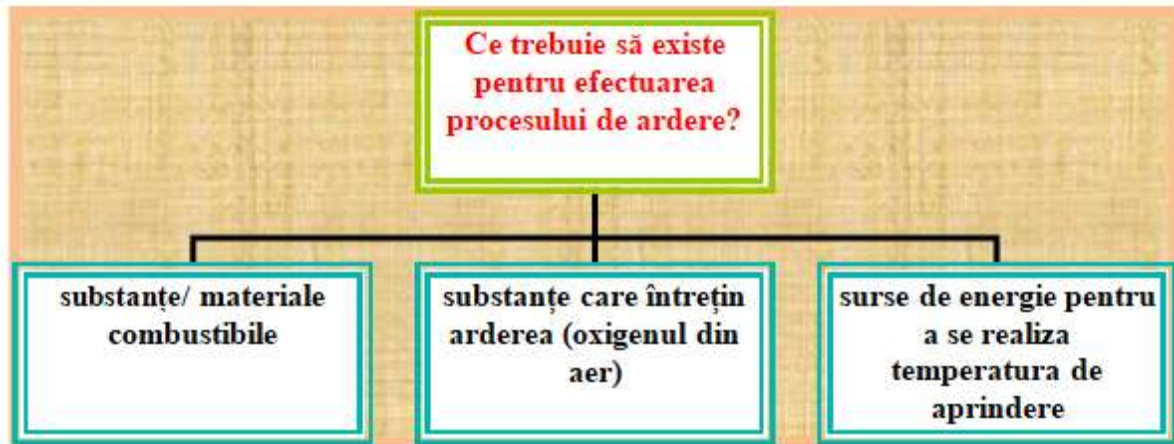 Ce trebuie să existe
pentru efectuarea
procesului de ardere?
substanțe/ materiale
combustibile
substanțe care întrețin
arderea (oxigenul din
aer)
surse de energie pentru
a se realiza
temperatura de
aprindere